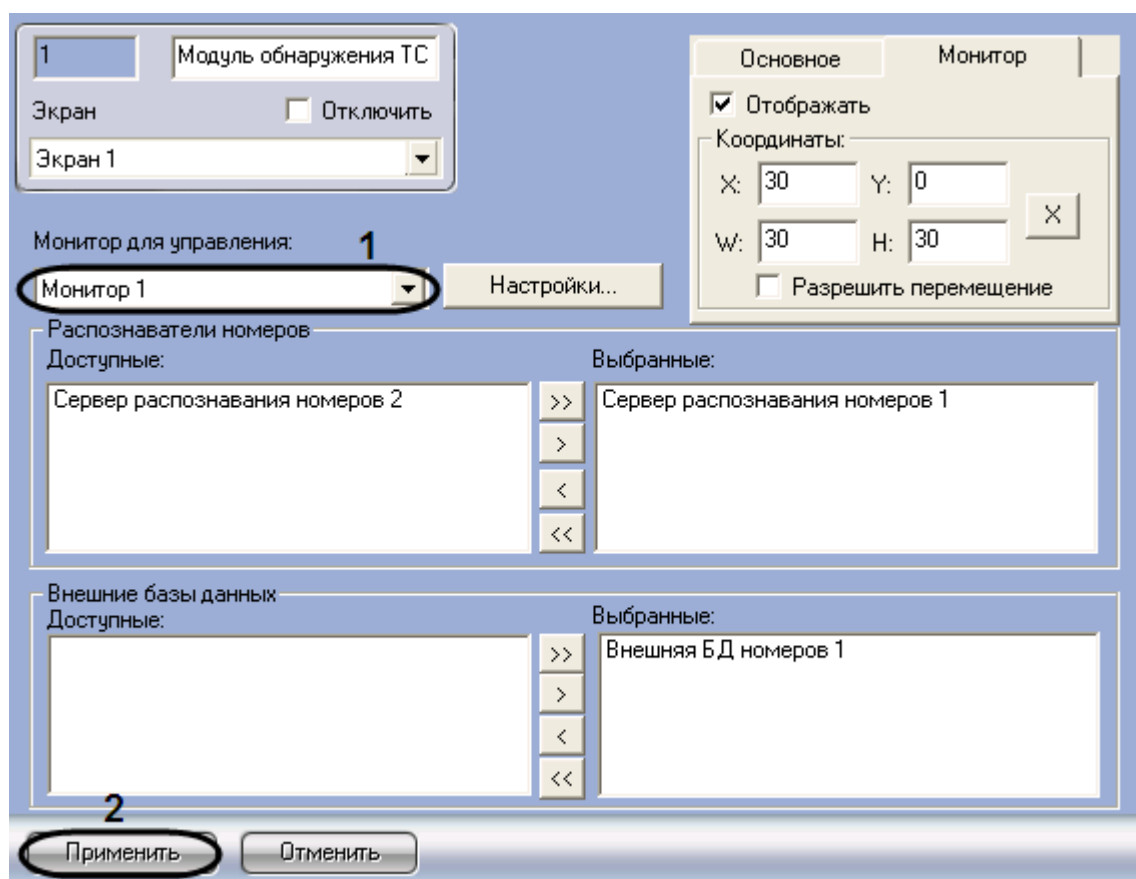 1 Модуль обнаружения ТС
Экран Отключить
Экран 1
Основное Монитор
Отображать
Координаты:
X: 30 Y: 0
X
W: 30 H: 30
Разрешить перемещение
Монитор для управления: 1
Монитор 1 Настройки...
Распознаватели номеров
Доступные: Выбранные:
Сервер распознавания номеров 2 >> Сервер распознавания номеров 1
>
<
<<
Внешние базы данных
Доступные: Выбранные:
>> Внешняя БД номеров 1
>
<
<<
2
Применить Отменить